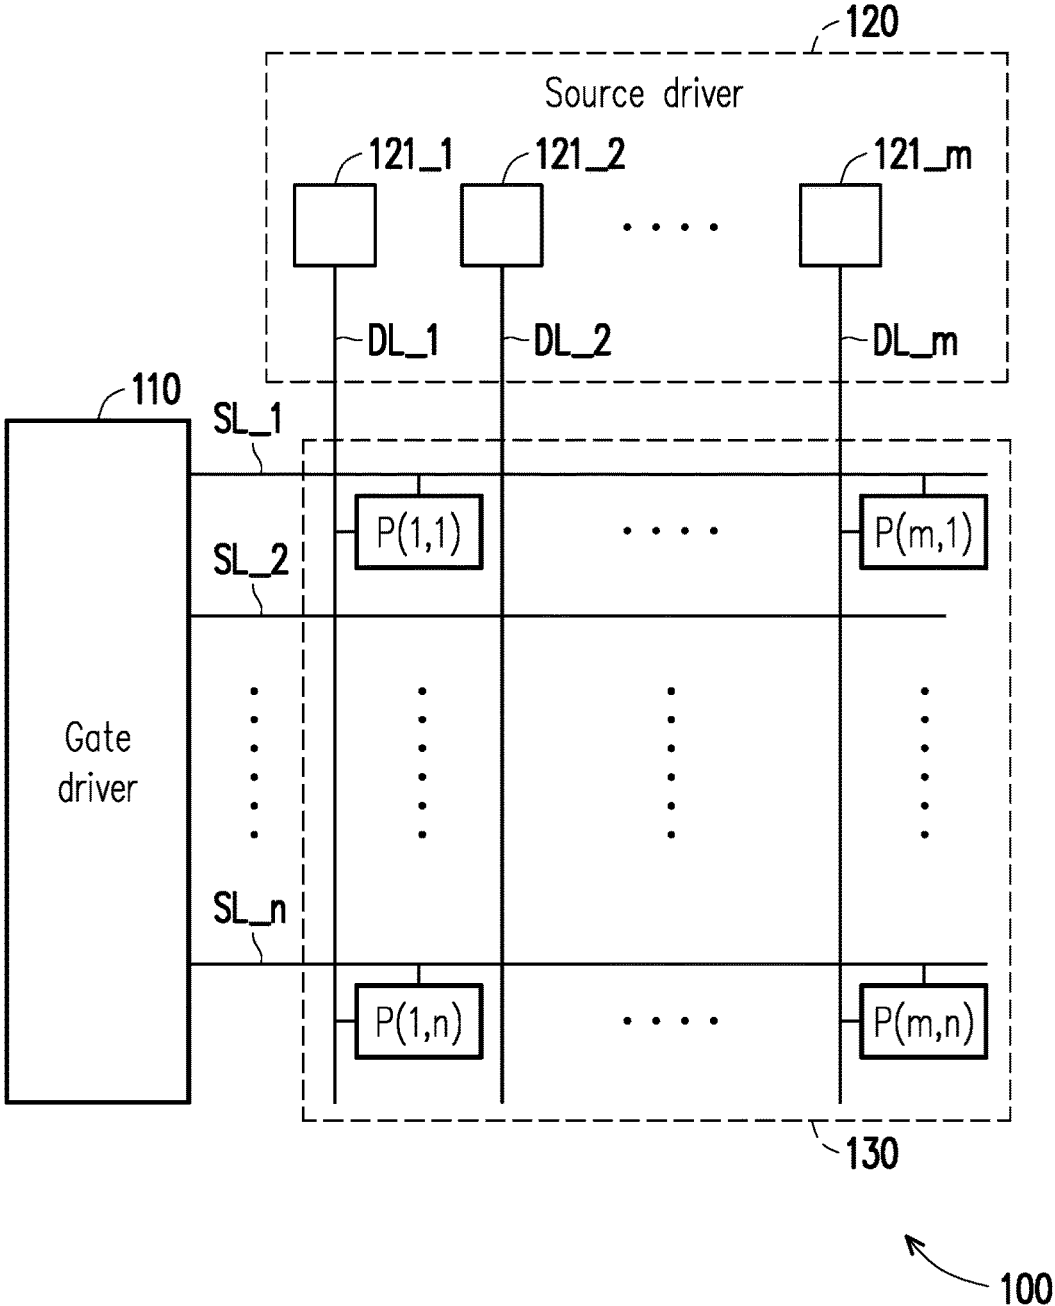 120
Source driver
121_1
121_2
121_m
DL_1
DL_2
DL_m
110
SL_1
P(1,1)
P(m,1)
SL_2
Gate
driver
SL_n
P(1,n)
P(m,n)
130
100